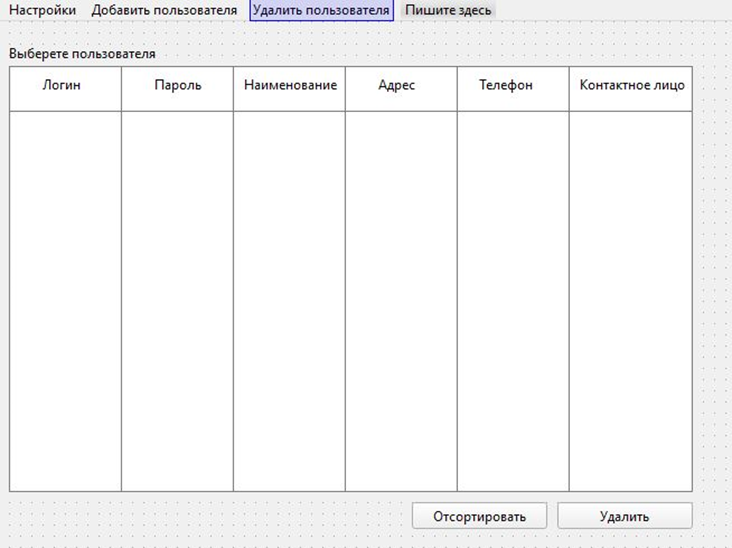 Настройки Добавить пользователя Удалить пользователя Пишите здесь
Выберете пользователя
Логин Пароль Наименование Адрес Телефон Контактное лицо
Отсортировать Удалить